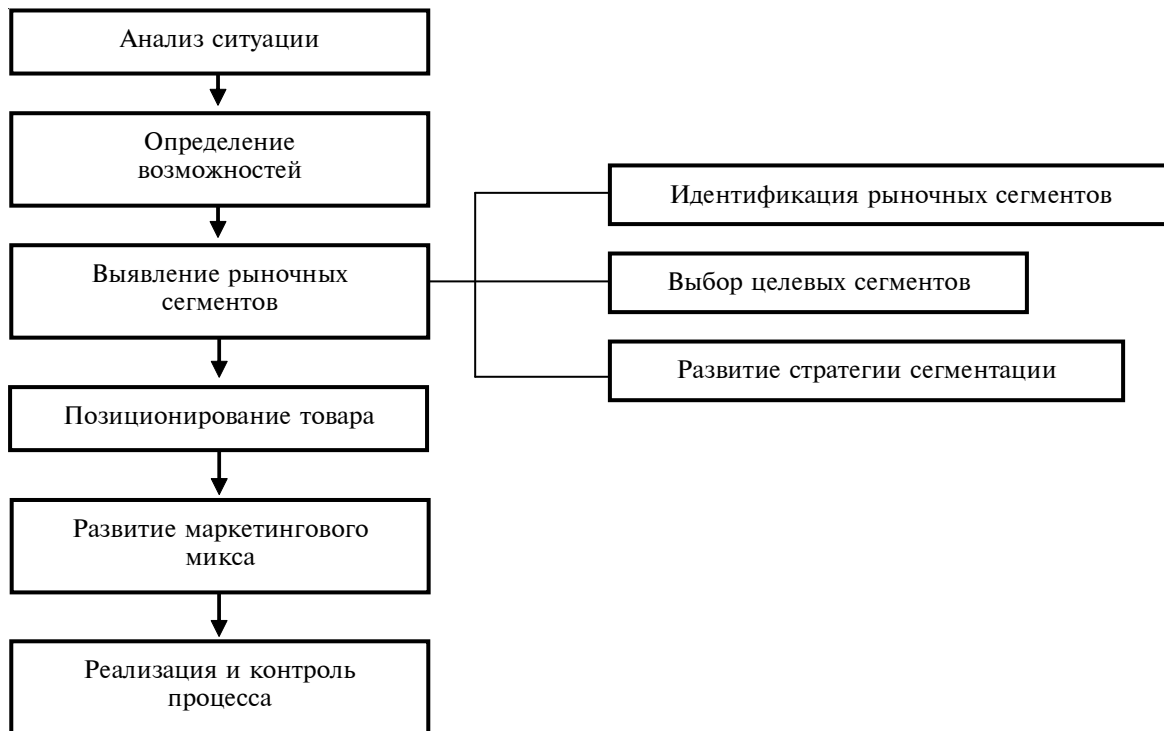 Анализ ситуации
Определение
возможностей
Выявление рыночных
сегментов
Идентификация рыночных сегментов
Выбор целевых сегментов
Развитие стратегии сегментации
Позиционирование товара
Развитие маркетингового
микса
Реализация и контроль
процесса